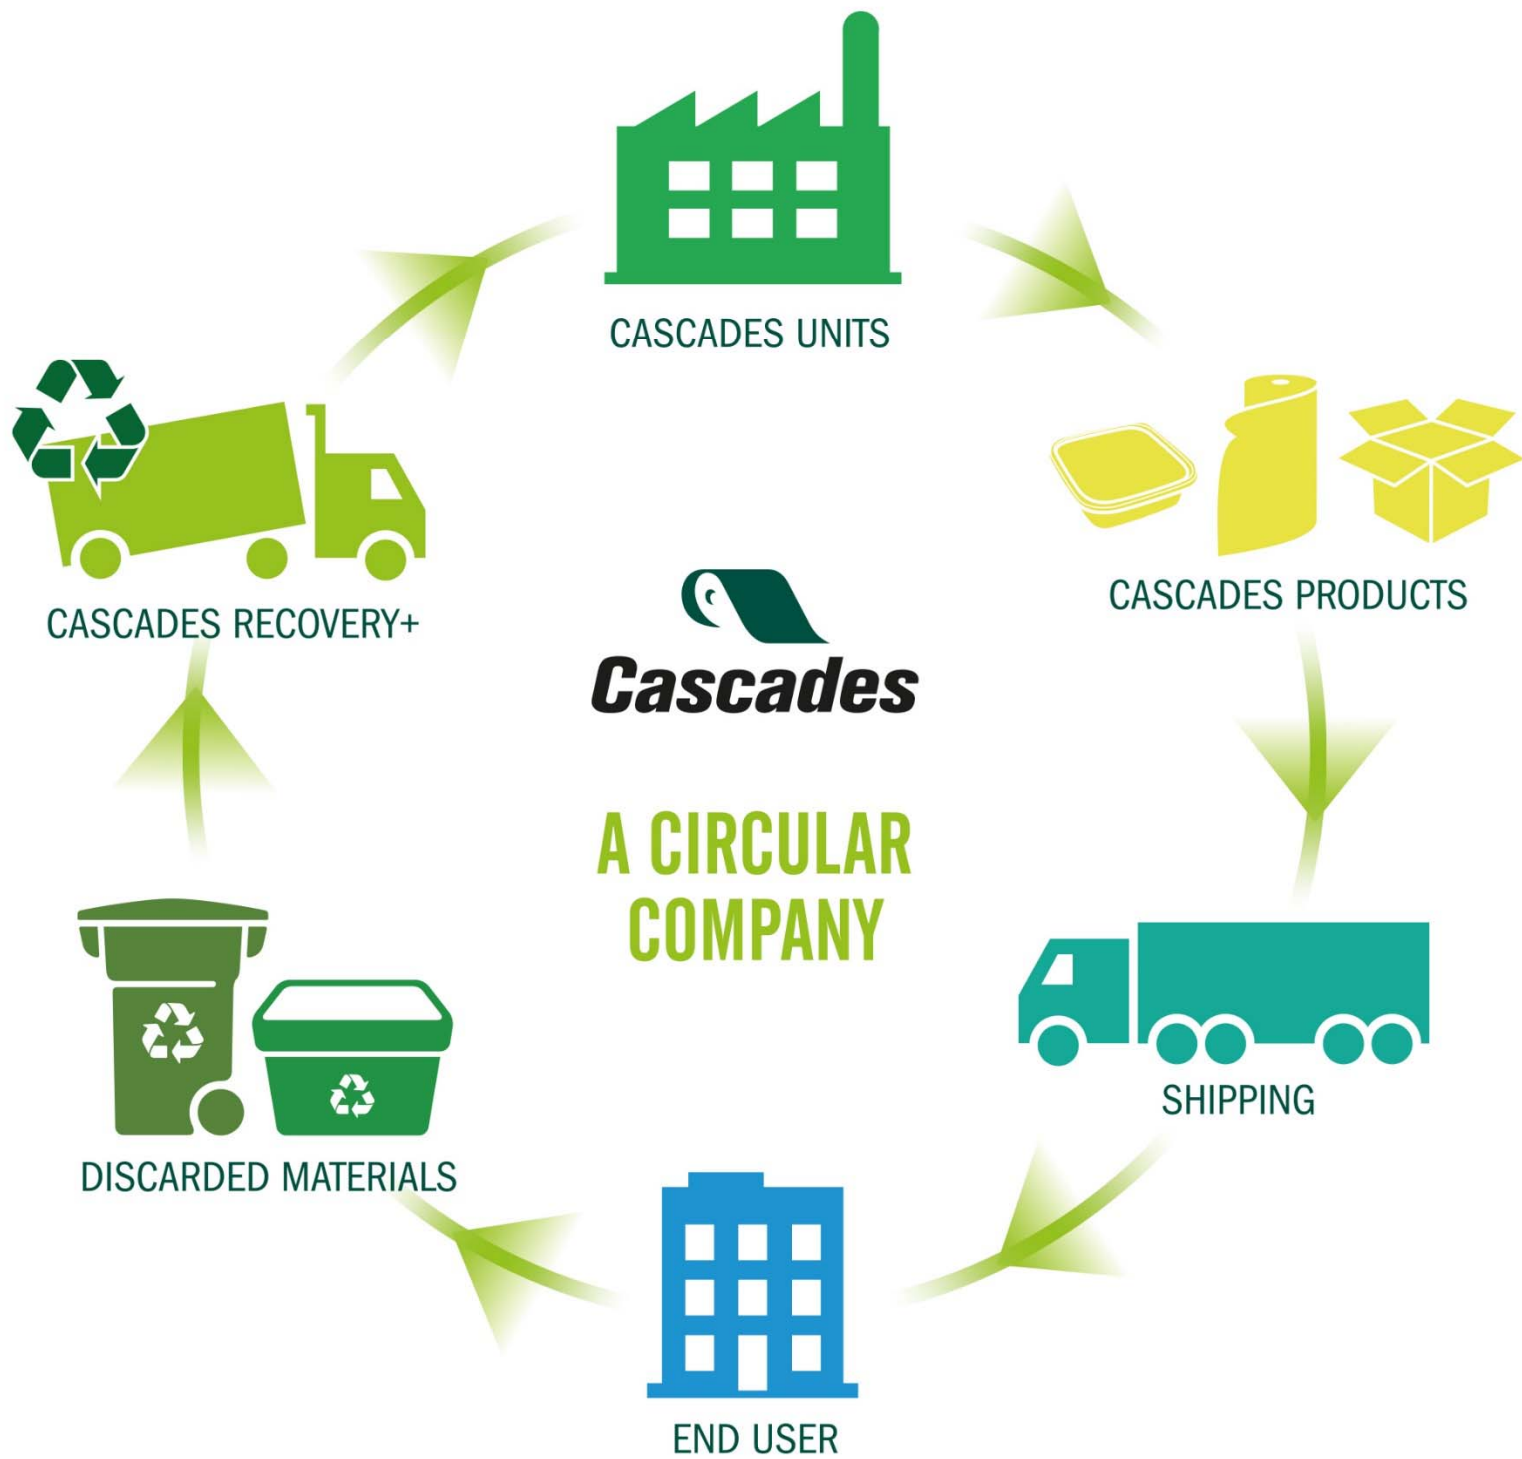 CASCADES UNITS
CASCADES PRODUCTS
SHIPPING
END USER
DISCARDED MATERIALS
CASCADES RECOVERY+
Cascades
A CIRCULAR
COMPANY